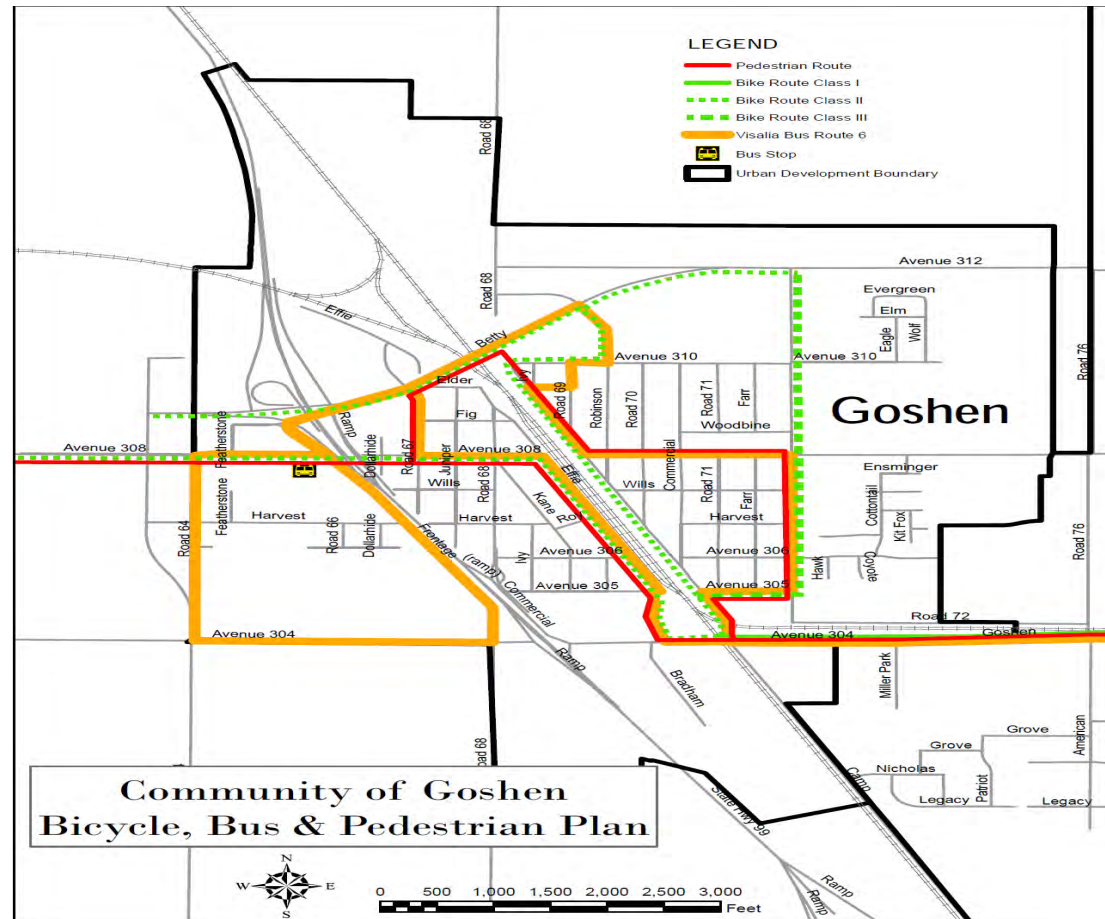 LEGEND
Pedestrian Route
Bike Route Class I
Bike Route Class II
Bike Route Class III
Visalia Bus Route 6
Bus Stop
Urban Development Boundary
Road 68
Avenue 312
Road 68
Evergreen
Elm
Eagle
Wolf
Effie
Betty
Avenue 310
Avenue 310
Road 76
Ivy
Elder
Road 69
Robinson
Road 70
Road 71
Farr
Goshen
Fig
Woodbine
Ramp
Featherstone
Dollarhide
Road 67
Juniper
Avenue 308
Avenue 308
Effie
Commercial
Ensminger
Wills
Road 68
Wills
Road 71
Farr
Cottontail
Kit Fox
Kane
Featherstone
Harvest
Harvest
Harvest
Road 64
Road 66
Dollarhide
Frontage
Road 76
Ivy
Avenue 306
Avenue 306
Hawk
Coyote
(ramp)
Commercial
Avenue 305
Avenue 305
Road 72
Avenue 304
Avenue 304
Goshen
Ramp
Bradham
Miller Park
American
Grove
Grove
Camp
Nicholas
Patriot
Legacy
Legacy
State Hwy 99
Community of Goshen
Bicycle, Bus & Pedestrian Plan
N
W E
S
0 500 1,000 1,500 2,000 2,500 3,000
Feet
Ramp
Ramp